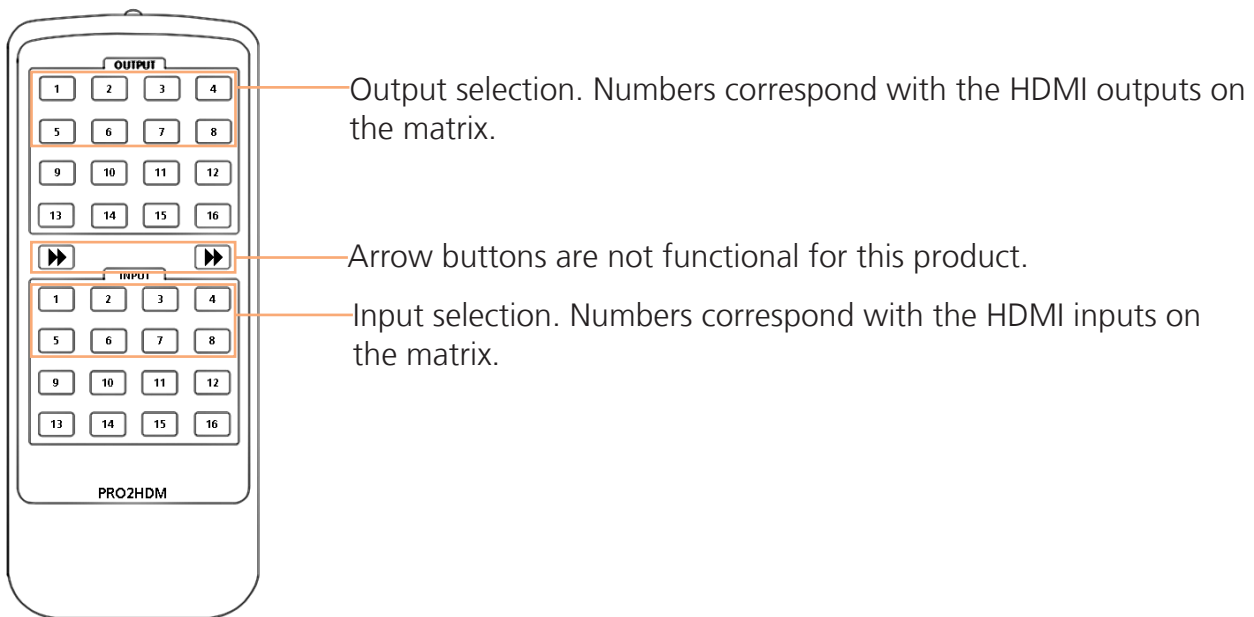 OUTPUT
1 2 3 4
Output selection. Numbers correspond with the HDMI outputs on
the matrix.
5 6 7 8
9 10 11 12
13 14 15 16
Arrow buttons are not functional for this product.
INPUT
1 2 3 4
Input selection. Numbers correspond with the HDMI inputs on
the matrix.
5 6 7 8
9 10 11 12
13 14 15 16
PRO2HDM